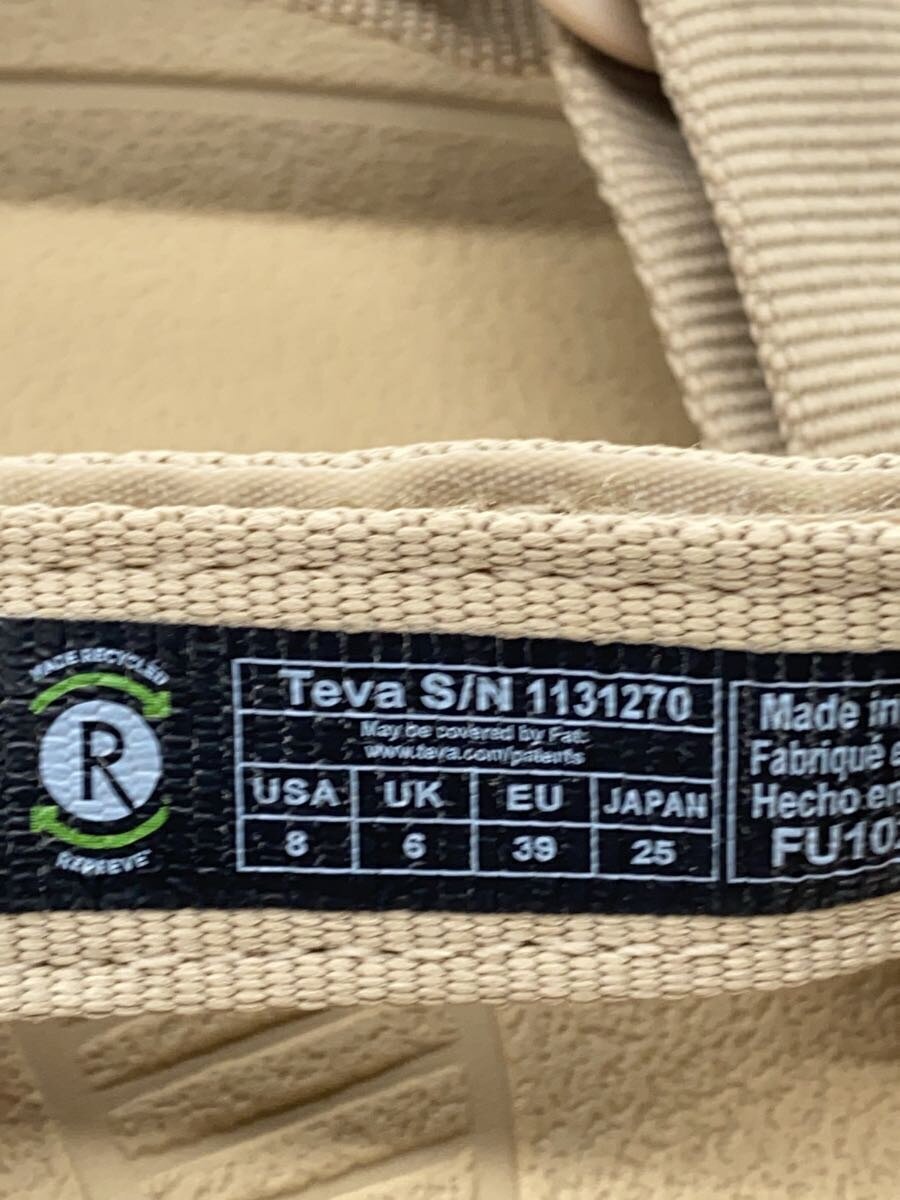 MADE RECYCLED
R
REPREVE
Teva S/N 1131270
May be covered by Pat:
www.teva.com/patents
USA UK EU JAPAN
8 6 39 25
Made in
Fabriqué e
Hecho en
FU10